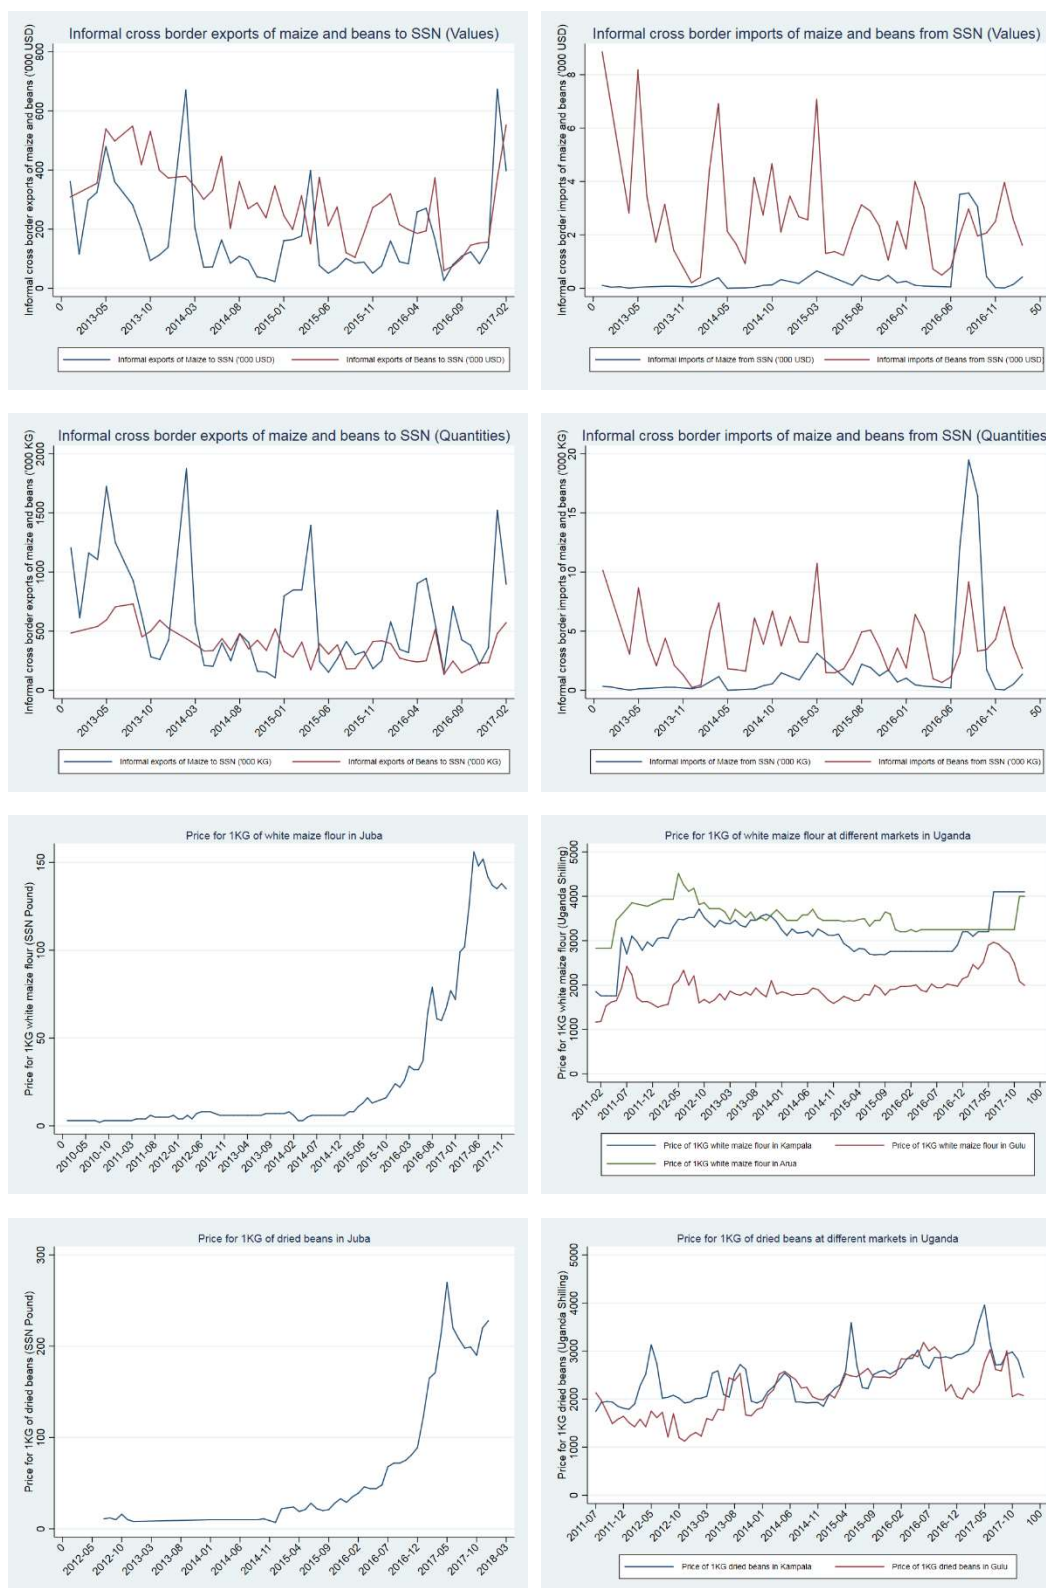 Informal cross border exports of maize and beans to SSN (Values)
Informal cross border exports of maize and beans ('000 USD)
800
600
400
200
0
0 2013-05 2013-10 2014-03 2014-08 2015-01 2015-06 2015-11 2016-04 2016-09 2017-02
Informal exports of Maize to SSN ('000 USD) Informal exports of Beans to SSN ('000 USD)
Informal cross border imports of maize and beans from SSN (Values)
Informal cross border imports of maize and beans ('000 USD)
8
6
4
2
0
0 2013-05 2013-11 2014-05 2014-10 2015-03 2015-08 2016-01 2016-06 2016-11 50
Informal imports of Maize from SSN ('000 USD) Informal imports of Beans from SSN ('000 USD)
Informal cross border exports of maize and beans to SSN (Quantities)
Informal cross border exports of maize and beans ('000 KG)
2000
1500
1000
500
0
0 2013-05 2013-10 2014-03 2014-08 2015-01 2015-06 2015-11 2016-04 2016-09 2017-02
Informal exports of Maize to SSN ('000 KG) Informal exports of Beans to SSN ('000 KG)
Informal cross border imports of maize and beans from SSN (Quantities
Informal cross border imports of maize and beans ('000 KG)
20
15
10
5
0
0 2013-05 2013-11 2014-05 2014-10 2015-03 2015-08 2016-01 2016-06 2016-11 50
Informal imports of Maize from SSN ('000 KG) Informal imports of Beans from SSN ('000 KG)
Price for 1KG of white maize flour in Juba
Price for 1KG white maize flour (SSN Pound)
150
100
50
0
0 2010-05 2010-10 2011-03 2011-08 2012-01 2012-06 2012-11 2013-04 2013-09 2014-02 2014-07 2014-12 2015-05 2015-10 2016-03 2016-08 2017-01 2017-06 2017-11
Price for 1KG of white maize flour at different markets in Uganda
Price for 1KG white maize flour (Uganda Shilling)
5000
4000
3000
2000
1000
0
2011-02 2011-07 2011-12 2012-05 2012-10 2013-03 2013-08 2014-01 2014-06 2014-11 2015-04 2015-09 2016-02 2016-07 2016-12 2017-05 2017-10 100
Price of 1KG white maize flour in Kampala Price of 1KG white maize flour in Gulu
Price of 1KG white maize flour in Arua
Price for 1KG of dried beans in Juba
Price for 1KG of dried beans (SSN Pound)
300
200
100
0
0 2012-05 2012-10 2013-03 2013-08 2014-01 2014-06 2014-11 2015-04 2015-09 2016-02 2016-07 2016-12 2017-05 2017-10 2018-03
Price for 1KG of dried beans at different markets in Uganda
Price for 1KG dried beans (Uganda Shilling)
5000
4000
3000
2000
1000
0
2011-07 2011-12 2012-05 2012-10 2013-03 2013-08 2014-01 2014-06 2014-11 2015-04 2015-09 2016-02 2016-07 2016-12 2017-05 2017-10 100
Price of 1KG dried beans in Kampala Price of 1KG dried beans in Gulu